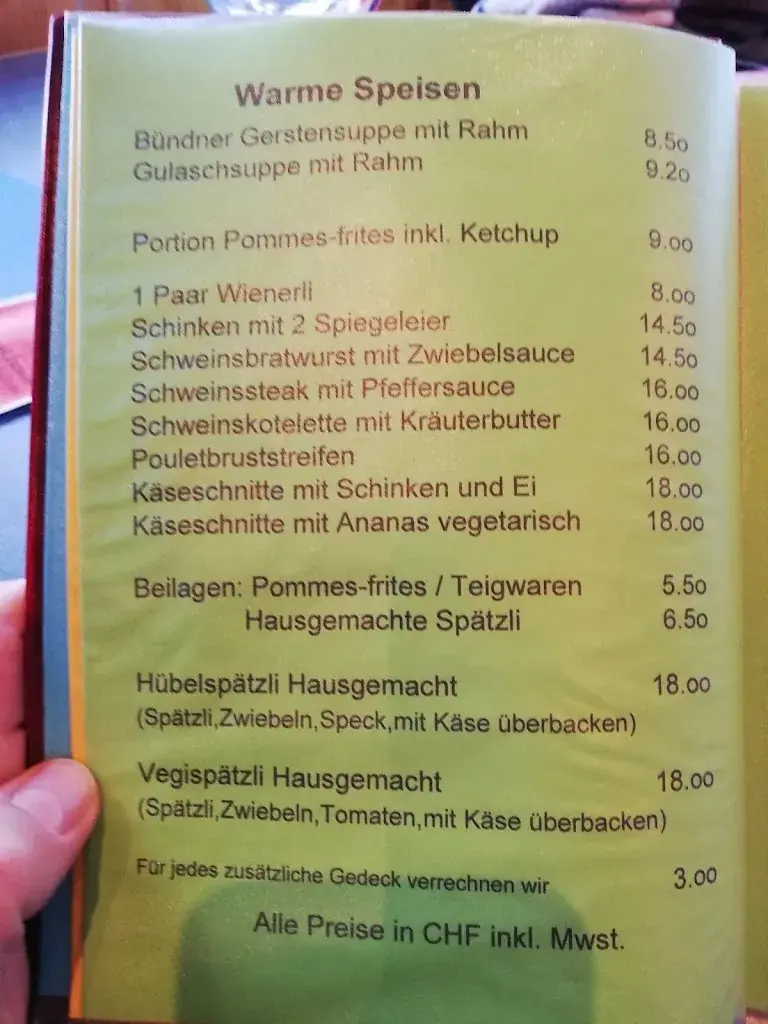 Warme Speisen
Bündner Gerstensuppe mit Rahm 8.50
Gulaschsuppe mit Rahm 9.20
Portion Pommes-frites inkl. Ketchup 9.00
1 Paar Wienerli 8.00
Schinken mit 2 Spiegeleier 14.50
Schweinsbratwurst mit Zwiebelsauce 14.50
Schweinssteak mit Pfeffersauce 16.00
Schweinskotelette mit Kräuterbutter 16.00
Pouletbruststreifen 16.00
Käseschnitte mit Schinken und Ei 18.00
Käseschnitte mit Ananas vegetarisch 18.00
Beilagen: Pommes-frites / Teigwaren 5.50
Hausgemachte Spätzli 6.50
Hübelspätzli Hausgemacht 18.00
(Spätzli,Zwiebeln,Speck,mit Käse überbacken)
Vegispätzli Hausgemacht 18.00
(Spätzli,Zwiebeln,Tomaten,mit Käse überbacken)
Für jedes zusätzliche Gedeck verrechnen wir 3.00
Alle Preise in CHF inkl. Mwst.